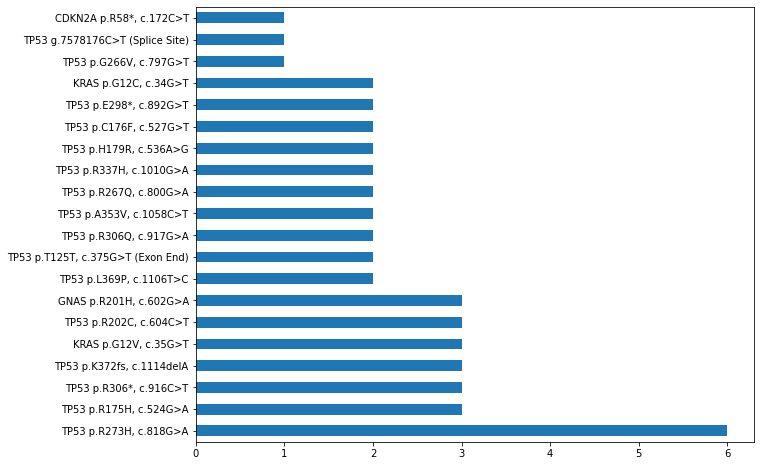 CDKN2A p.R58*, c.172C>T
TP53 g.7578176C>T (Splice Site)
TP53 p.G266V, c.797G>T
KRAS p.G12C, c.34G>T
TP53 p.E298*, c.892G>T
TP53 p.C176F, c.527G>T
TP53 p.H179R, c.536A>G
TP53 p.R337H, c.1010G>A
TP53 p.R267Q, c.800G>A
TP53 p.A353V, c.1058C>T
TP53 p.R306Q, c.917G>A
TP53 p.T125T, c.375G>T (Exon End)
TP53 p.L369P, c.1106T>C
GNAS p.R201H, c.602G>A
TP53 p.R202C, c.604C>T
KRAS p.G12V, c.35G>T
TP53 p.K372fs, c.1114delA
TP53 p.R306*, c.916C>T
TP53 p.R175H, c.524G>A
TP53 p.R273H, c.818G>A
0 1 2 3 4 5 6